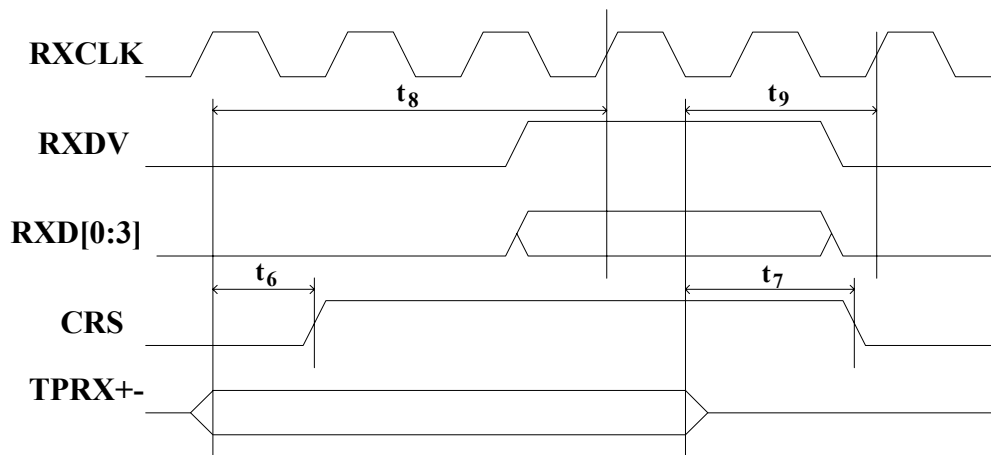 RXCLK
t8
t9
RXDV
RXD[0:3]
t6
t7
CRS
TPRX+-